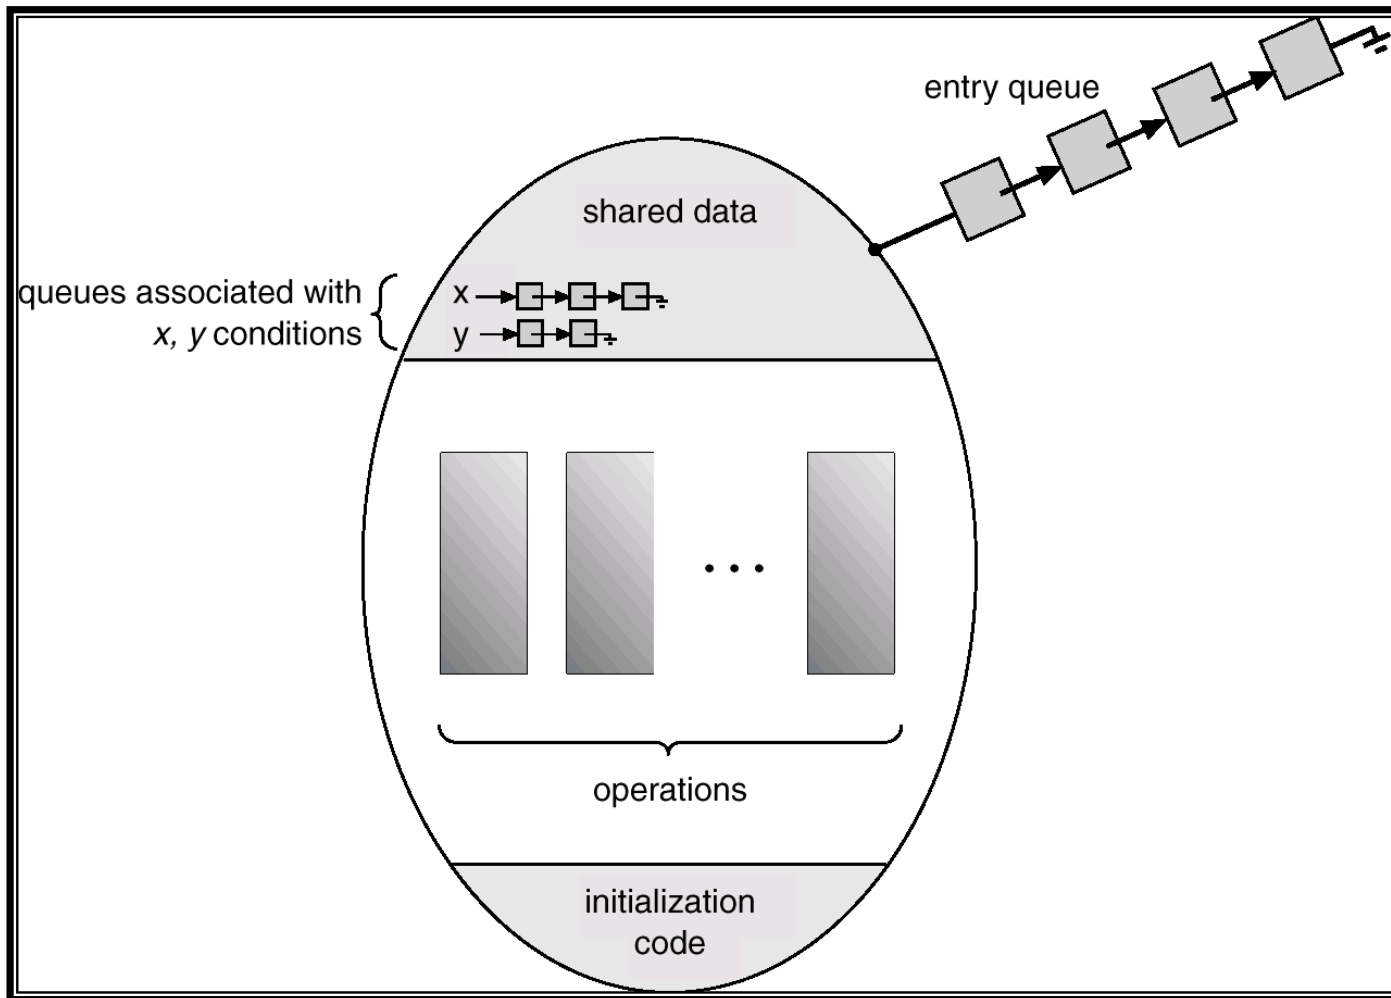 entry queue
shared data
queues associated with
x, y conditions
x
y
. . .
operations
initialization
code